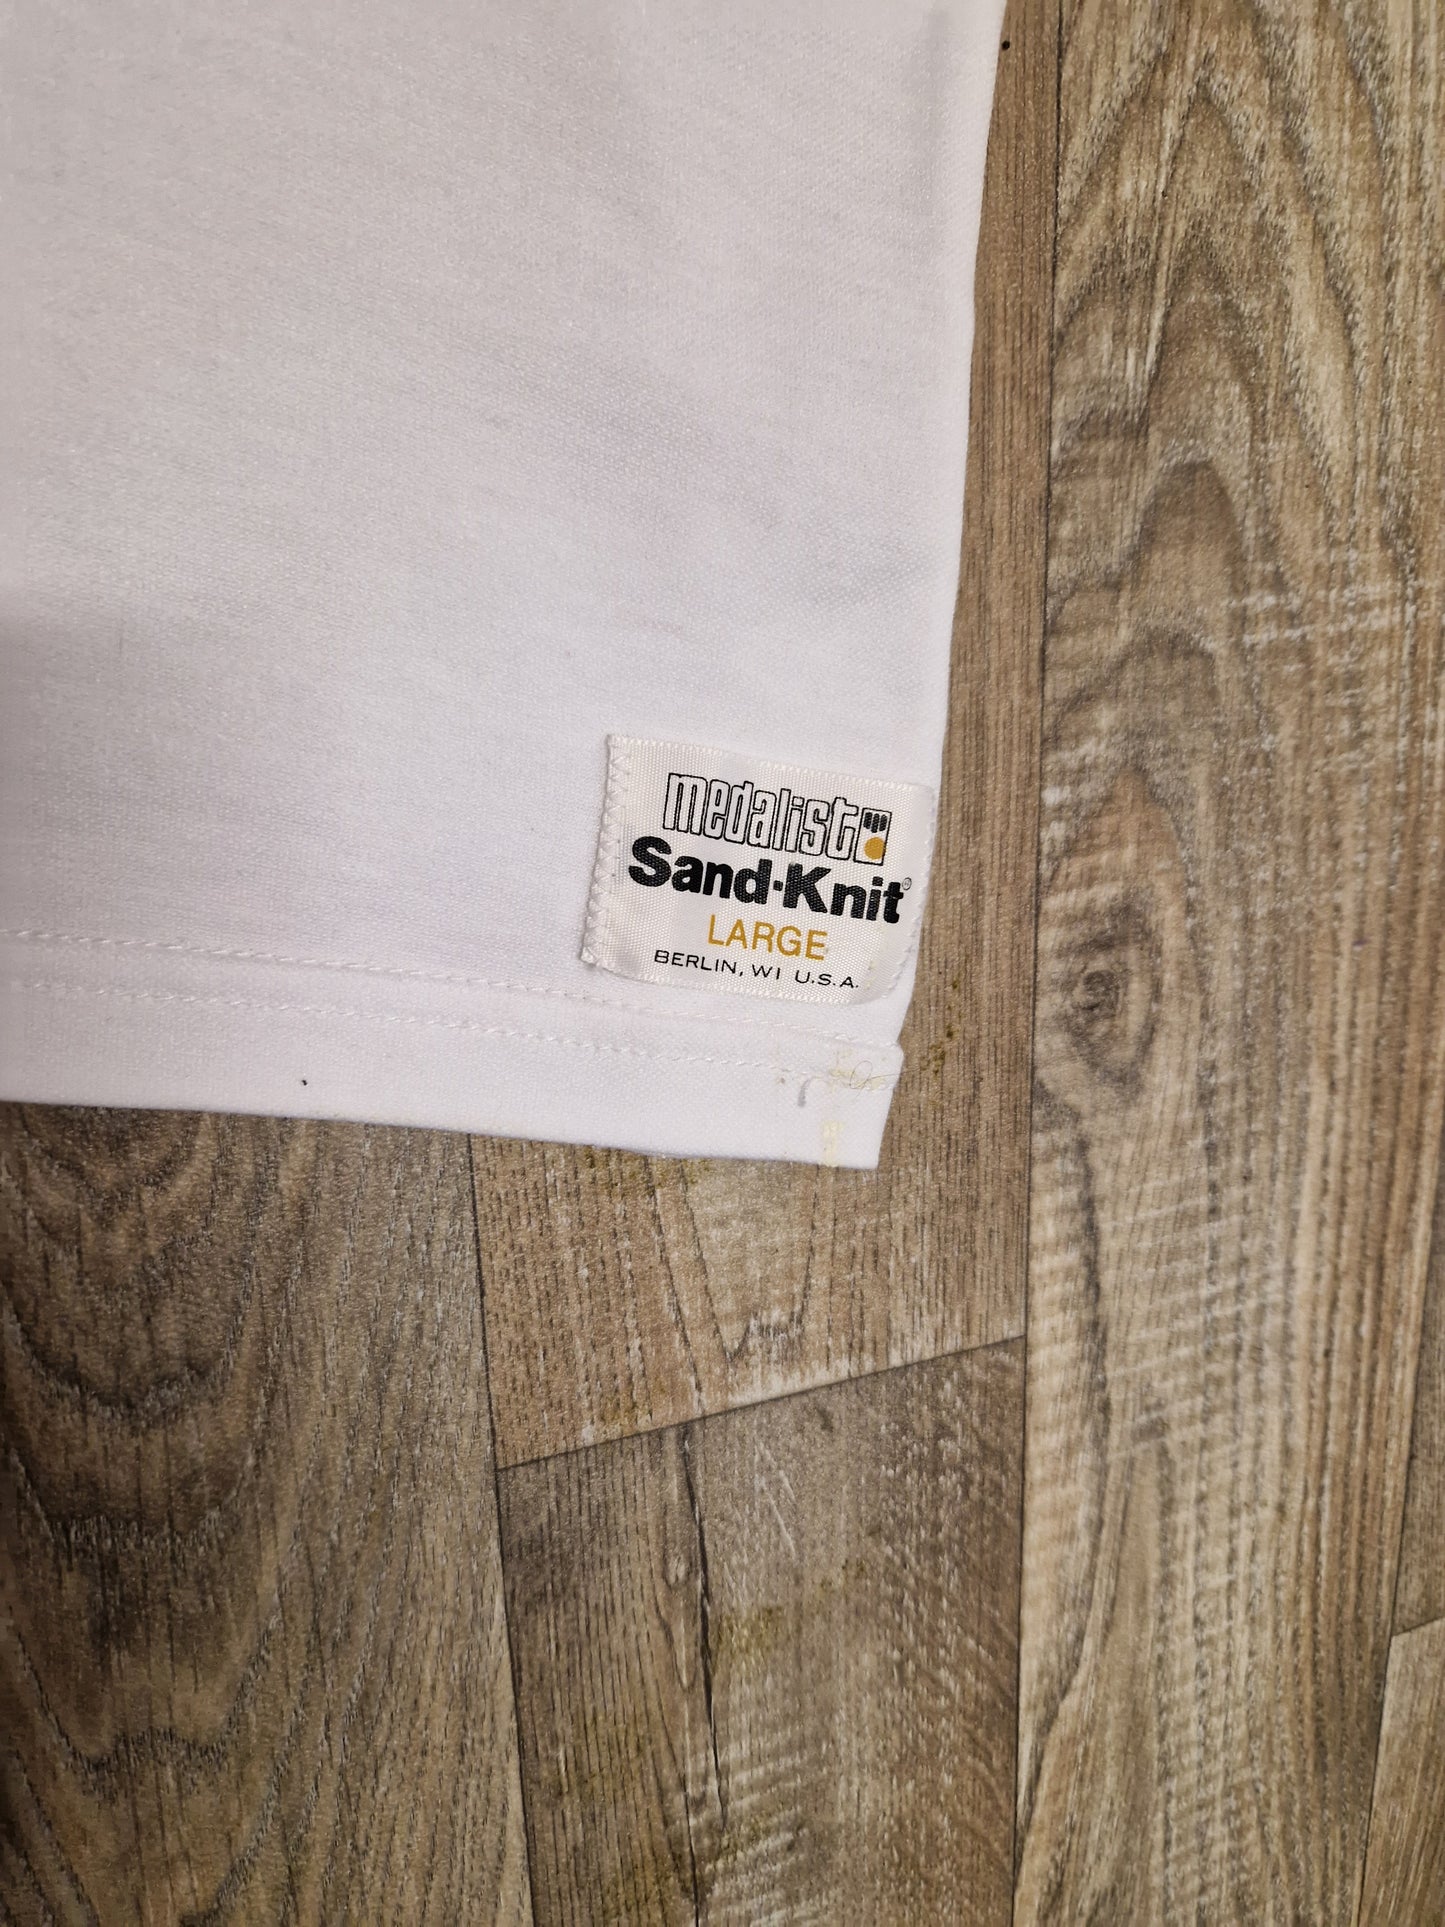 medalist
Sand-Knit®
LARGE
BERLIN, WI U.S.A.